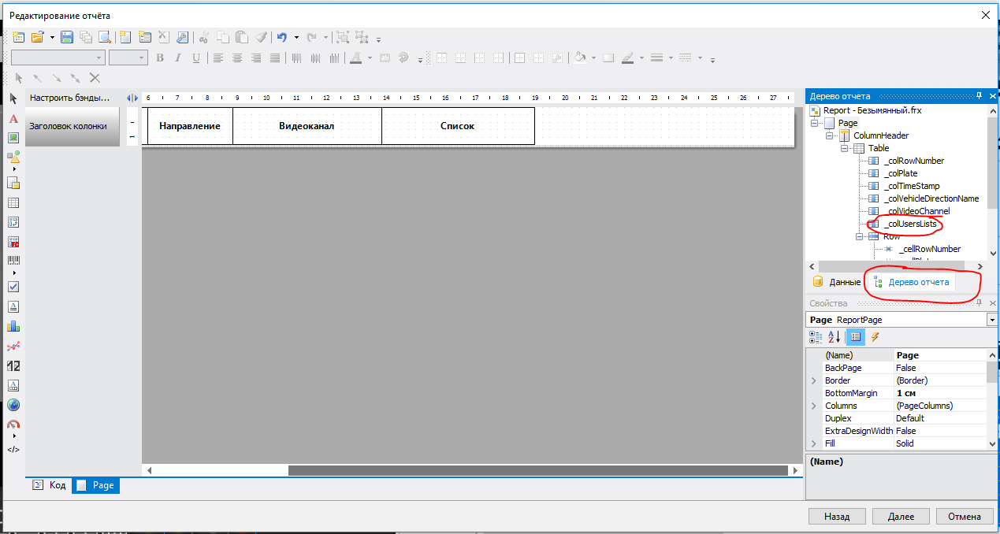 Редактирование отчёта
B I U
Настроить бэнды...
6 7 8 9 10 11 12 13 14 15 16 17 18 19 20 21 22 23 24 25 26 27
Заголовок колонки
1
Направление Видеоканал Список
Дерево отчета
Report - Безымянный.frx
Page
ColumnHeader
Table
_colRowNumber
_colPlate
_colTimeStamp
_colVehicleDirectionName
_colVideoChannel
_colUsersLists
Row
_cellRowNumber
Данные Дерево отчета
Свойства
Page ReportPage
(Name) Page
BackPage False
Border (Border)
BottomMargin 1 см
Columns (PageColumns)
Duplex Default
ExtraDesignWidth False
Fill Solid
(Name)
Код Page
Назад Далее Отмена